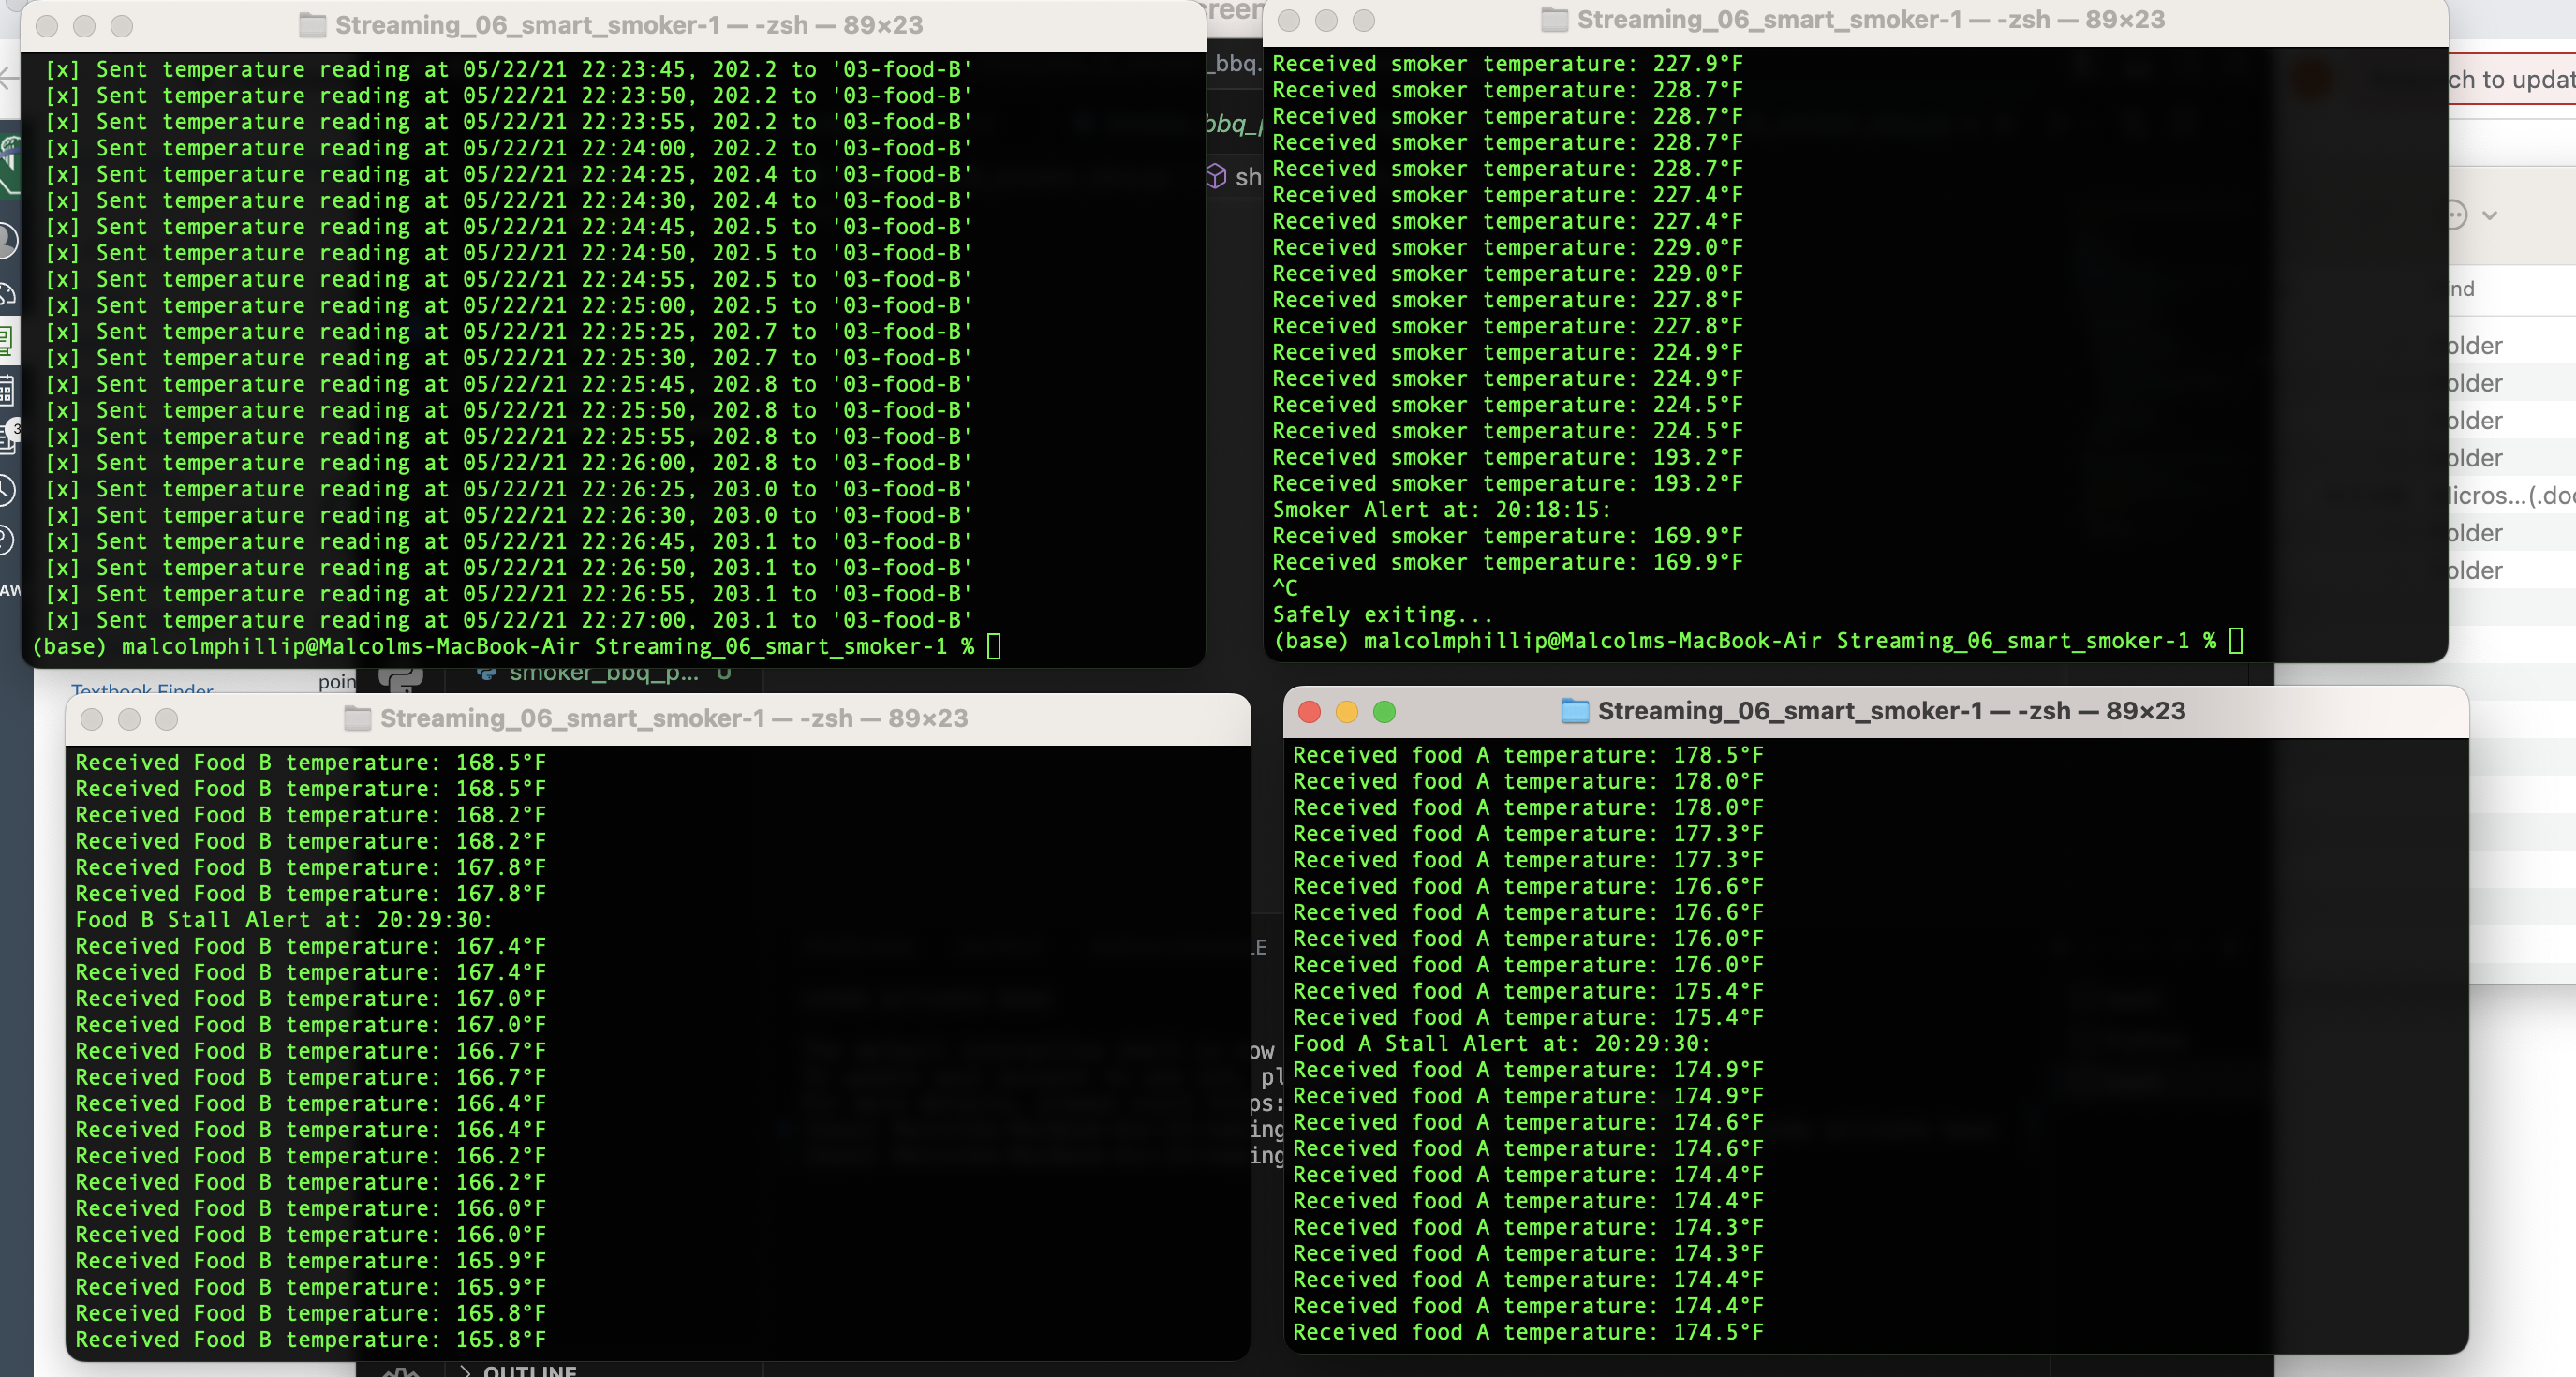 Streaming_06_smart_smoker-1 — -zsh — 89×23
[x] Sent temperature reading at 05/22/21 22:23:45, 202.2 to '03-food-B'
[x] Sent temperature reading at 05/22/21 22:23:50, 202.2 to '03-food-B'
[x] Sent temperature reading at 05/22/21 22:23:55, 202.2 to '03-food-B'
[x] Sent temperature reading at 05/22/21 22:24:00, 202.2 to '03-food-B'
[x] Sent temperature reading at 05/22/21 22:24:25, 202.4 to '03-food-B'
[x] Sent temperature reading at 05/22/21 22:24:30, 202.4 to '03-food-B'
[x] Sent temperature reading at 05/22/21 22:24:45, 202.5 to '03-food-B'
[x] Sent temperature reading at 05/22/21 22:24:50, 202.5 to '03-food-B'
[x] Sent temperature reading at 05/22/21 22:24:55, 202.5 to '03-food-B'
[x] Sent temperature reading at 05/22/21 22:25:00, 202.5 to '03-food-B'
[x] Sent temperature reading at 05/22/21 22:25:25, 202.7 to '03-food-B'
[x] Sent temperature reading at 05/22/21 22:25:30, 202.7 to '03-food-B'
[x] Sent temperature reading at 05/22/21 22:25:45, 202.8 to '03-food-B'
[x] Sent temperature reading at 05/22/21 22:25:50, 202.8 to '03-food-B'
[x] Sent temperature reading at 05/22/21 22:25:55, 202.8 to '03-food-B'
[x] Sent temperature reading at 05/22/21 22:26:00, 202.8 to '03-food-B'
[x] Sent temperature reading at 05/22/21 22:26:25, 203.0 to '03-food-B'
[x] Sent temperature reading at 05/22/21 22:26:30, 203.0 to '03-food-B'
[x] Sent temperature reading at 05/22/21 22:26:45, 203.1 to '03-food-B'
[x] Sent temperature reading at 05/22/21 22:26:50, 203.1 to '03-food-B'
[x] Sent temperature reading at 05/22/21 22:26:55, 203.1 to '03-food-B'
[x] Sent temperature reading at 05/22/21 22:27:00, 203.1 to '03-food-B'
(base) malcolmphillip@Malcolms-MacBook-Air Streaming_06_smart_smoker-1 %
Streaming_06_smart_smoker-1 — -zsh — 89×23
Received smoker temperature: 227.9°F
Received smoker temperature: 228.7°F
Received smoker temperature: 228.7°F
Received smoker temperature: 228.7°F
Received smoker temperature: 228.7°F
Received smoker temperature: 227.4°F
Received smoker temperature: 227.4°F
Received smoker temperature: 229.0°F
Received smoker temperature: 229.0°F
Received smoker temperature: 227.8°F
Received smoker temperature: 227.8°F
Received smoker temperature: 224.9°F
Received smoker temperature: 224.9°F
Received smoker temperature: 224.5°F
Received smoker temperature: 224.5°F
Received smoker temperature: 193.2°F
Received smoker temperature: 193.2°F
Smoker Alert at: 20:18:15:
Received smoker temperature: 169.9°F
Received smoker temperature: 169.9°F
^C
Safely exiting...
(base) malcolmphillip@Malcolms-MacBook-Air Streaming_06_smart_smoker-1 %
_bbq.
bbq_p
sh
ch to updat
nd
older
older
older
older
icros...(.doc
older
older
3
Textbook Finder
poin
smoker_bbq_p... U
Streaming_06_smart_smoker-1 — -zsh — 89×23
Received Food B temperature: 168.5°F
Received Food B temperature: 168.5°F
Received Food B temperature: 168.2°F
Received Food B temperature: 168.2°F
Received Food B temperature: 167.8°F
Received Food B temperature: 167.8°F
Food B Stall Alert at: 20:29:30:
Received Food B temperature: 167.4°F
Received Food B temperature: 167.4°F
Received Food B temperature: 167.0°F
Received Food B temperature: 167.0°F
Received Food B temperature: 166.7°F
Received Food B temperature: 166.7°F
Received Food B temperature: 166.4°F
Received Food B temperature: 166.4°F
Received Food B temperature: 166.2°F
Received Food B temperature: 166.2°F
Received Food B temperature: 166.0°F
Received Food B temperature: 166.0°F
Received Food B temperature: 165.9°F
Received Food B temperature: 165.9°F
Received Food B temperature: 165.8°F
Received Food B temperature: 165.8°F
Streaming_06_smart_smoker-1 — -zsh — 89×23
Received food A temperature: 178.5°F
Received food A temperature: 178.0°F
Received food A temperature: 178.0°F
Received food A temperature: 177.3°F
Received food A temperature: 177.3°F
Received food A temperature: 176.6°F
Received food A temperature: 176.6°F
Received food A temperature: 176.0°F
Received food A temperature: 176.0°F
Received food A temperature: 175.4°F
Received food A temperature: 175.4°F
Food A Stall Alert at: 20:29:30:
Received food A temperature: 174.9°F
Received food A temperature: 174.9°F
Received food A temperature: 174.6°F
Received food A temperature: 174.6°F
Received food A temperature: 174.4°F
Received food A temperature: 174.4°F
Received food A temperature: 174.3°F
Received food A temperature: 174.3°F
Received food A temperature: 174.4°F
Received food A temperature: 174.4°F
Received food A temperature: 174.5°F
OUTLINE